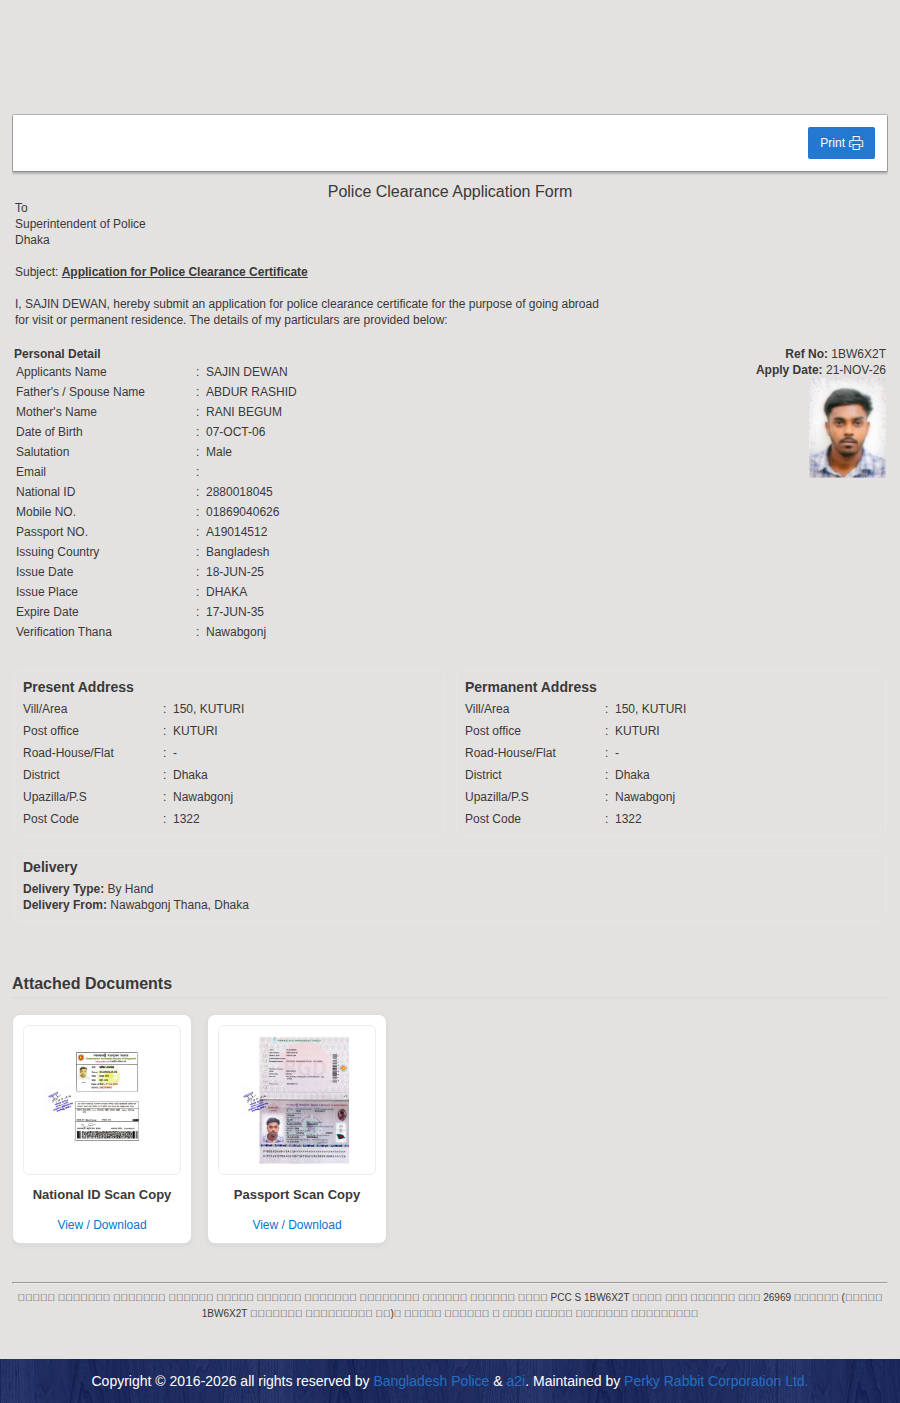 Print
Police Clearance Application Form
To
Superintendent of Police
Dhaka
Subject: Application for Police Clearance Certificate
I, SAJIN DEWAN, hereby submit an application for police clearance certificate for the purpose of going abroad
for visit or permanent residence. The details of my particulars are provided below:
Personal Detail
Ref No: 1BW6X2T
Apply Date: 21-NOV-26
Applicants Name : SAJIN DEWAN
Father's / Spouse Name : ABDUR RASHID
Mother's Name : RANI BEGUM
Date of Birth : 07-OCT-06
Salutation : Male
Email :
National ID : 2880018045
Mobile NO. : 01869040626
Passport NO. : A19014512
Issuing Country : Bangladesh
Issue Date : 18-JUN-25
Issue Place : DHAKA
Expire Date : 17-JUN-35
Verification Thana : Nawabgonj
Present Address
Vill/Area : 150, KUTURI
Post office : KUTURI
Road-House/Flat : -
District : Dhaka
Upazilla/P.S : Nawabgonj
Post Code : 1322
Permanent Address
Vill/Area : 150, KUTURI
Post office : KUTURI
Road-House/Flat : -
District : Dhaka
Upazilla/P.S : Nawabgonj
Post Code : 1322
Delivery
Delivery Type: By Hand
Delivery From: Nawabgonj Thana, Dhaka
Attached Documents
National ID Scan Copy
View / Download
Passport Scan Copy
View / Download
PCC S 1BW6X2T 26969 (
1BW6X2T )
Copyright © 2016-2026 all rights reserved by Bangladesh Police & a2i. Maintained by Perky Rabbit Corporation Ltd.